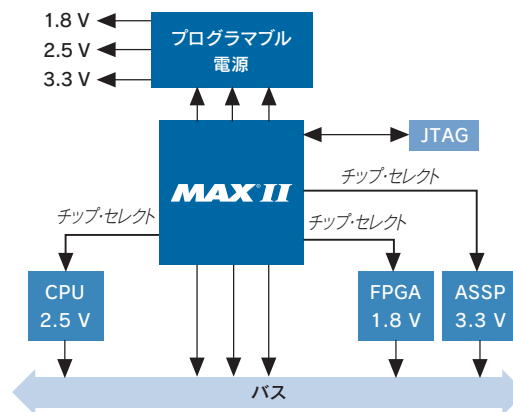 1.8 V
2.5 V
3.3 V
プログラマブル
電源
JTAG
MAX® II
チップ・セレクト
チップ・セレクト
チップ・セレクト
CPU
2.5 V
FPGA
1.8 V
ASSP
3.3 V
バス